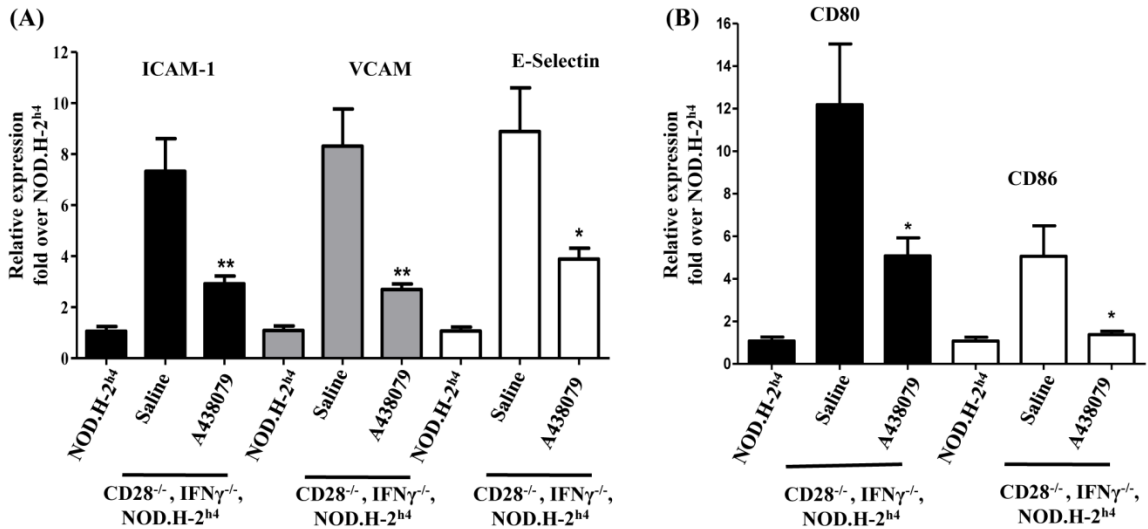 (A)
Relative expression
fold over NOD.H-2ʰ⁴
12
10
8
6
4
2
0
ICAM-1
VCAM
E-Selectin
**
**
*
NOD.H-2ʰ⁴
Saline
A438079
NOD.H-2ʰ⁴
Saline
A438079
NOD.H-2ʰ⁴
Saline
A438079
CD28⁻/⁻, IFNγ⁻/⁻,
NOD.H-2ʰ⁴
CD28⁻/⁻, IFNγ⁻/⁻,
NOD.H-2ʰ⁴
CD28⁻/⁻, IFNγ⁻/⁻,
NOD.H-2ʰ⁴
(B)
Relative expression
fold over NOD.H-2ʰ⁴
16
14
12
10
8
6
4
2
0
CD80
CD86
*
*
NOD.H-2ʰ⁴
Saline
A438079
NOD.H-2ʰ⁴
Saline
A438079
CD28⁻/⁻, IFNγ⁻/⁻,
NOD.H-2ʰ⁴
CD28⁻/⁻, IFNγ⁻/⁻,
NOD.H-2ʰ⁴